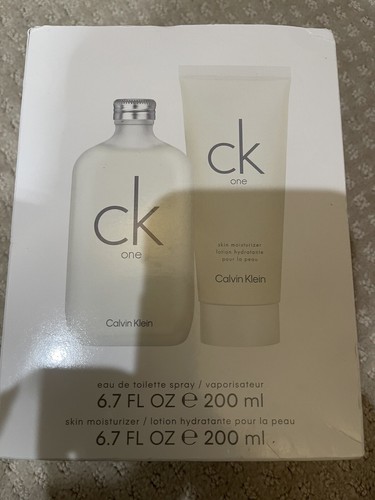 ck
one
Calvin Klein
ck
one
skin moisturizer
lotion hydratante
pour la peau
Calvin Klein
eau de toilette spray / vaporisateur
6.7 FL OZ ℮ 200 ml
skin moisturizer / lotion hydratante pour la peau
6.7 FL OZ ℮ 200 ml